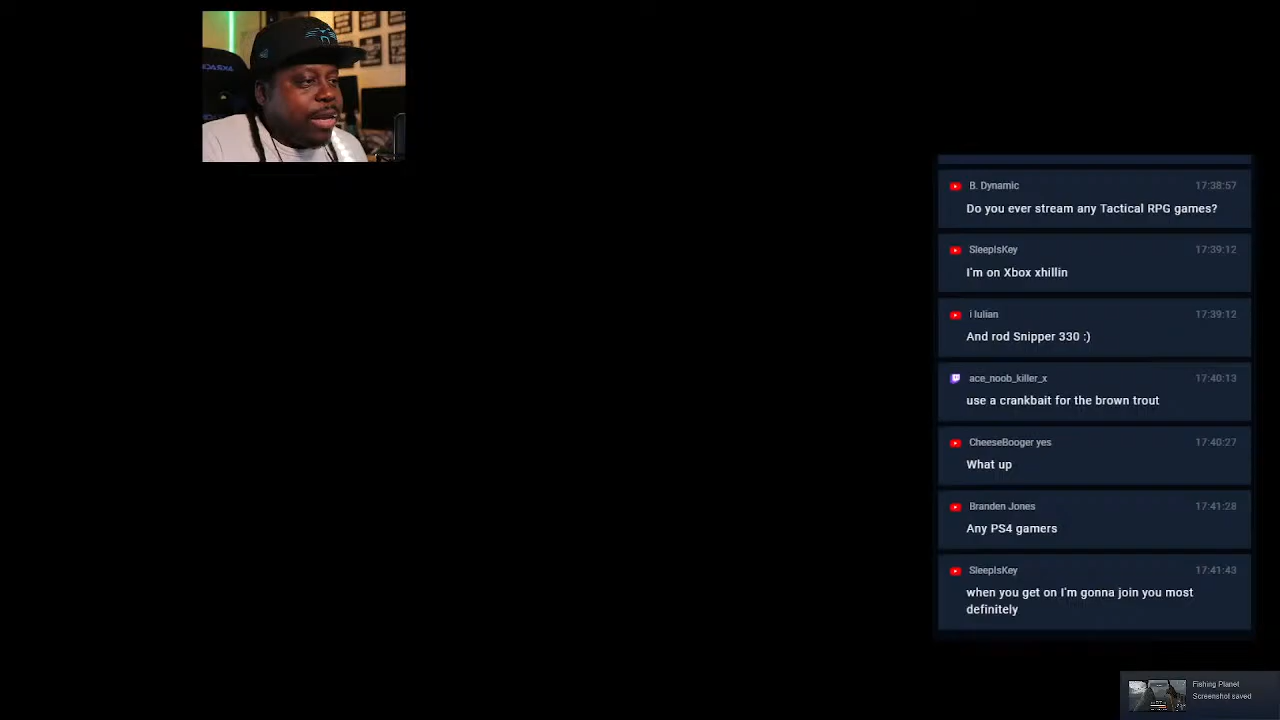 B. Dynamic 17:38:57
Do you ever stream any Tactical RPG games?
SleepIsKey 17:39:12
I'm on Xbox xhillin
i Iulian 17:39:12
And rod Snipper 330 :)
ace_noob_killer_x 17:40:13
use a crankbait for the brown trout
CheeseBooger yes 17:40:27
What up
Branden Jones 17:41:28
Any PS4 gamers
SleepIsKey 17:41:43
when you get on I'm gonna join you most
definitely
Fishing Planet
Screenshot saved